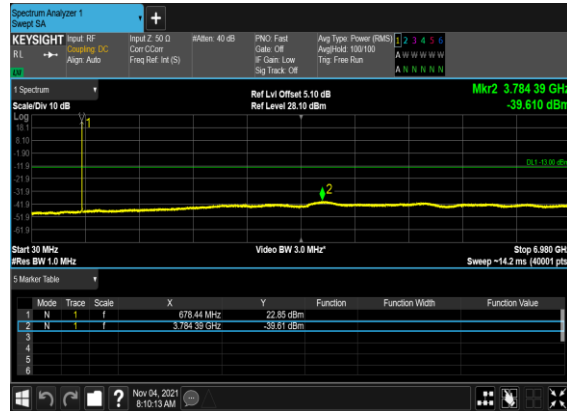 Spectrum Analyzer 1
Swept SA
+
KEYSIGHT Input: RF Input Z: 50 Ω #Atten: 40 dB PNO: Fast Avg Type: Power (RMS) 1 2 3 4 5 6
RL Coupling: DC Corr CCorr Gate: Off Avg|Hold: 100/100 A W W W W W
Align: Auto Freq Ref: Int (S) IF Gain: Low Trig: Free Run
Sig Track: Off A N N N N N
1 Spectrum Ref Lvl Offset 5.10 dB Mkr2 3.784 39 GHz
Scale/Div 10 dB Ref Level 28.10 dBm -39.610 dBm
Log
18.1
8.10
-1.90
-11.9
DL1 -13.00 dBm
-21.9
-31.9
-41.9
-51.9
-61.9
1
2
Start 30 MHz Video BW 3.0 MHz* Stop 6.980 GHz
#Res BW 1.0 MHz Sweep ~14.2 ms (40001 pts)
5 Marker Table
Mode Trace Scale X Y Function Function Width Function Value
1 N 1 f 678.44 MHz 22.85 dBm
2 N 1 f 3.784 39 GHz -39.61 dBm
3
4
5
6
? Nov 04, 2021
8:10:13 AM